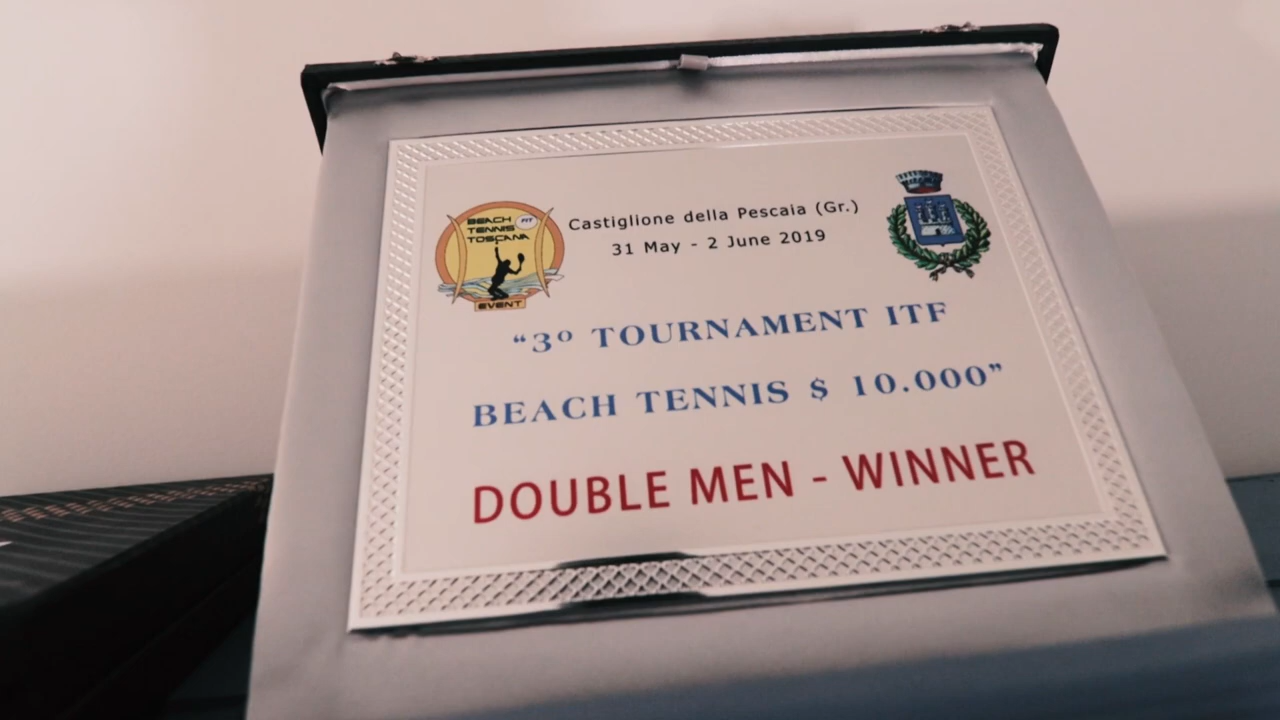 BEACH
TENNIS FIT
TOSCANA
EVENT
Castiglione della Pescaia (Gr.)
31 May - 2 June 2019
“3º TOURNAMENT ITF
BEACH TENNIS $ 10.000”
DOUBLE MEN - WINNER